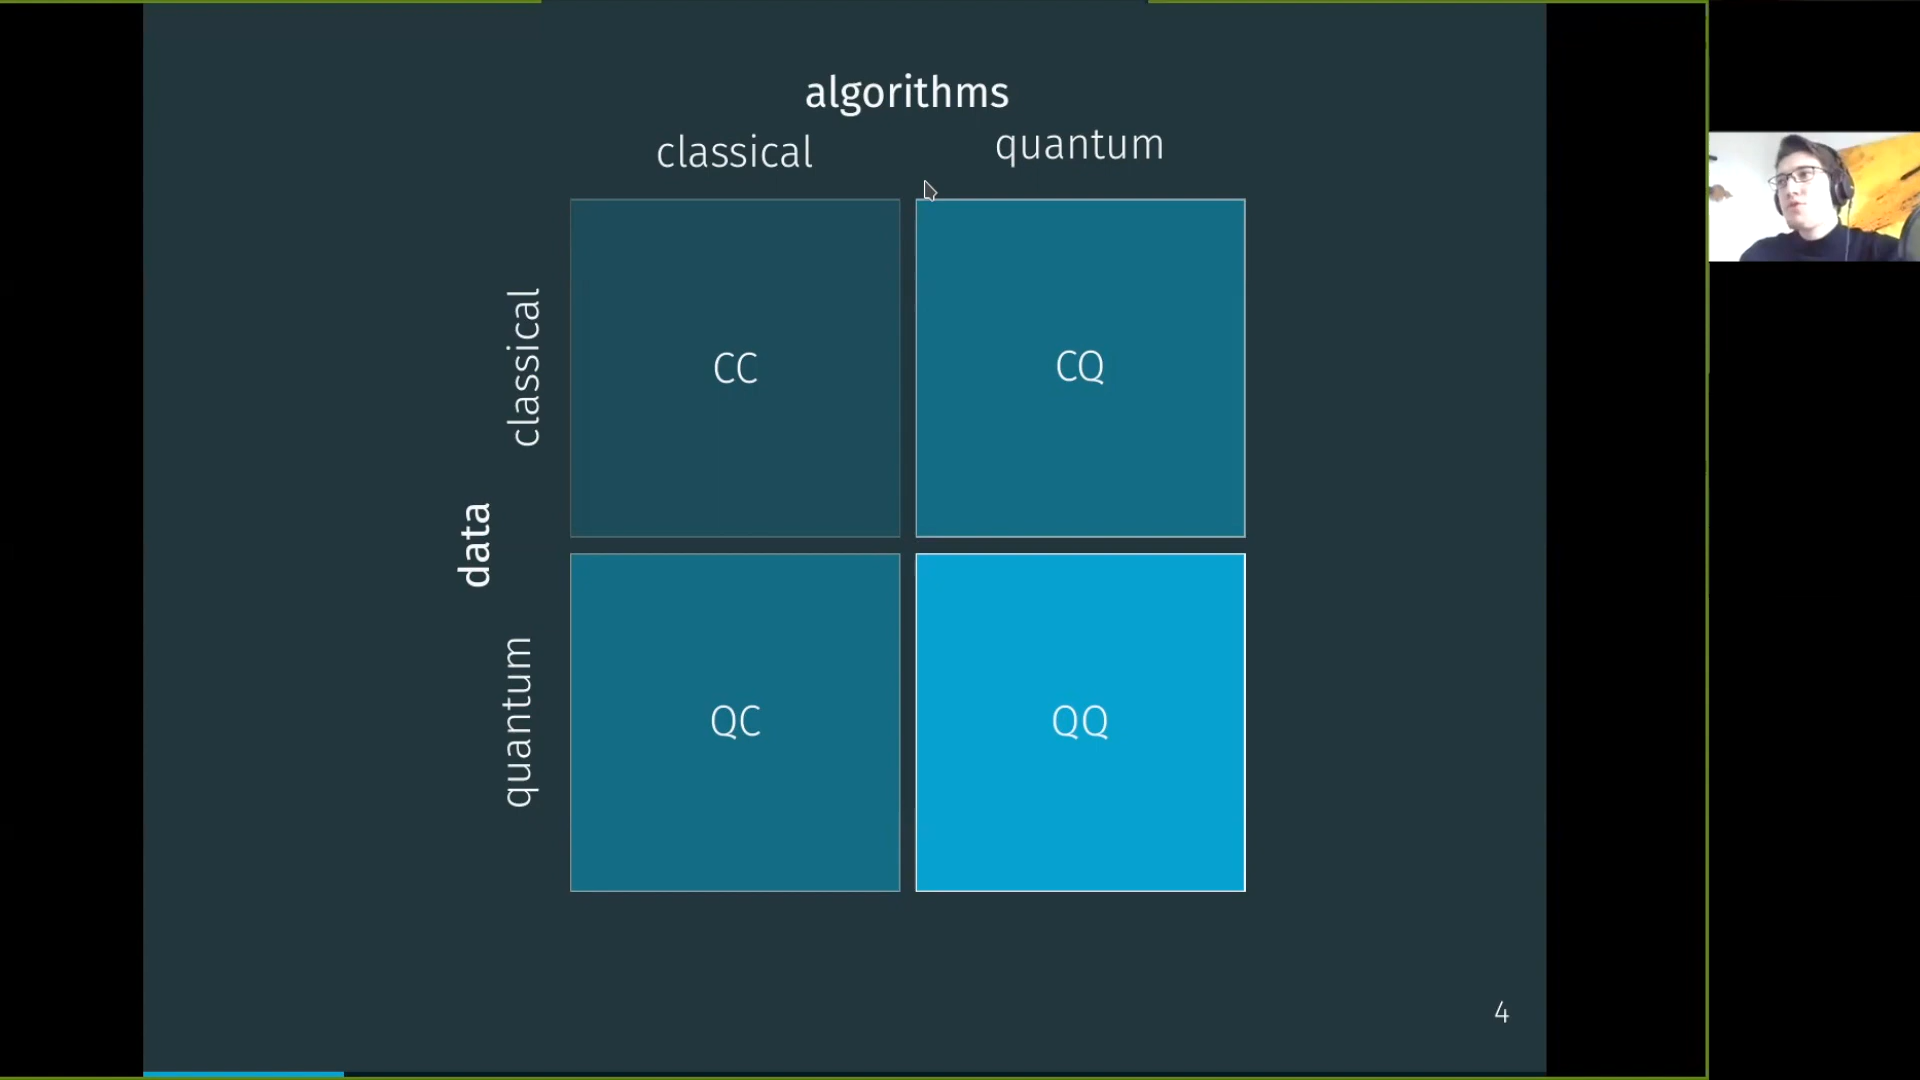 algorithms
classical
quantum
data
classical
CC
CQ
quantum
QC
QQ
4